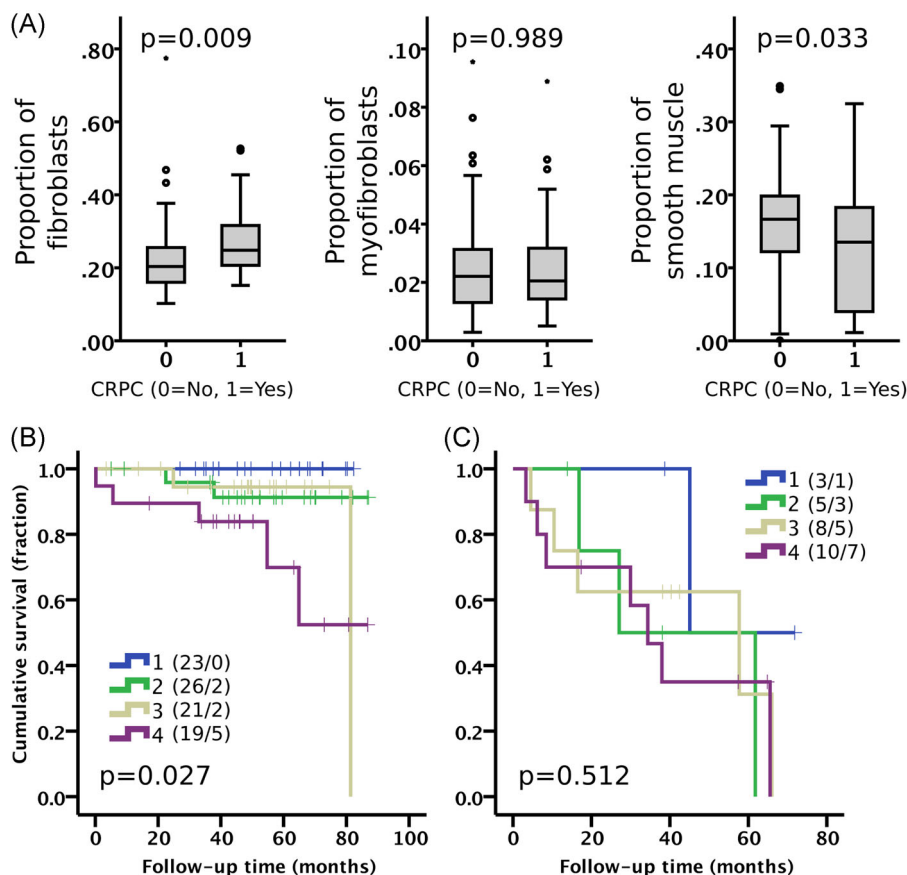 (A)
p=0.009
p=0.989
p=0.033
Proportion of
fibroblasts
.80
.60
.40
.20
.00
0
1
CRPC (0=No, 1=Yes)
Proportion of
myofibroblasts
.10
.08
.06
.04
.02
.00
0
1
CRPC (0=No, 1=Yes)
Proportion of
smooth muscle
.40
.30
.20
.10
.00
0
1
CRPC (0=No, 1=Yes)
(B)
Cumulative survival (fraction)
1.0
0.8
0.6
0.4
0.2
0.0
1 (23/0)
2 (26/2)
3 (21/2)
4 (19/5)
p=0.027
0 20 40 60 80 100
Follow-up time (months)
(C)
1.0
0.8
0.6
0.4
0.2
0.0
1 (3/1)
2 (5/3)
3 (8/5)
4 (10/7)
p=0.512
0 20 40 60 80
Follow-up time (months)